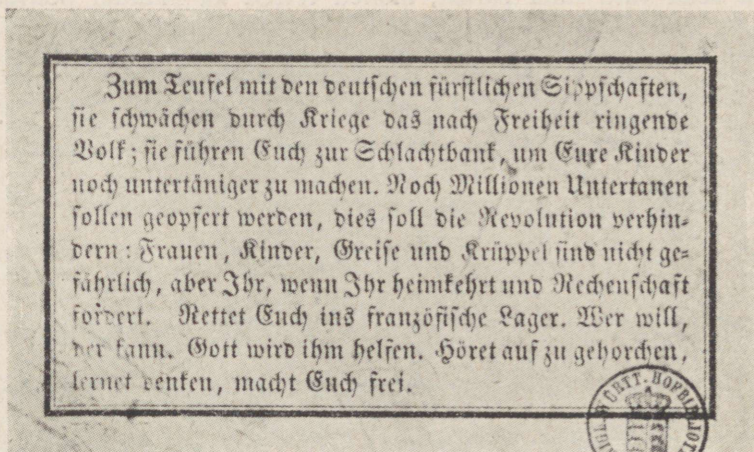 Zum Teufel mit den deutschen fürstlichen Sippschaften,
sie schwächen durch Kriege das nach Freiheit ringende
Volk; sie führen Euch zur Schlachtbank, um Eure Kinder
noch untertäniger zu machen. Noch Millionen Untertanen
sollen geopfert werden, dies soll die Revolution verhin-
dern: Frauen, Kinder, Greise und Krüppel sind nicht ge-
fährlich, aber Ihr, wenn Ihr heimkehrt und Rechenschaft
fordert. Rettet Euch ins französische Lager. Wer will,
der kann. Gott wird ihm helfen. Höret auf zu gehorchen,
lernet denken, macht Euch frei.